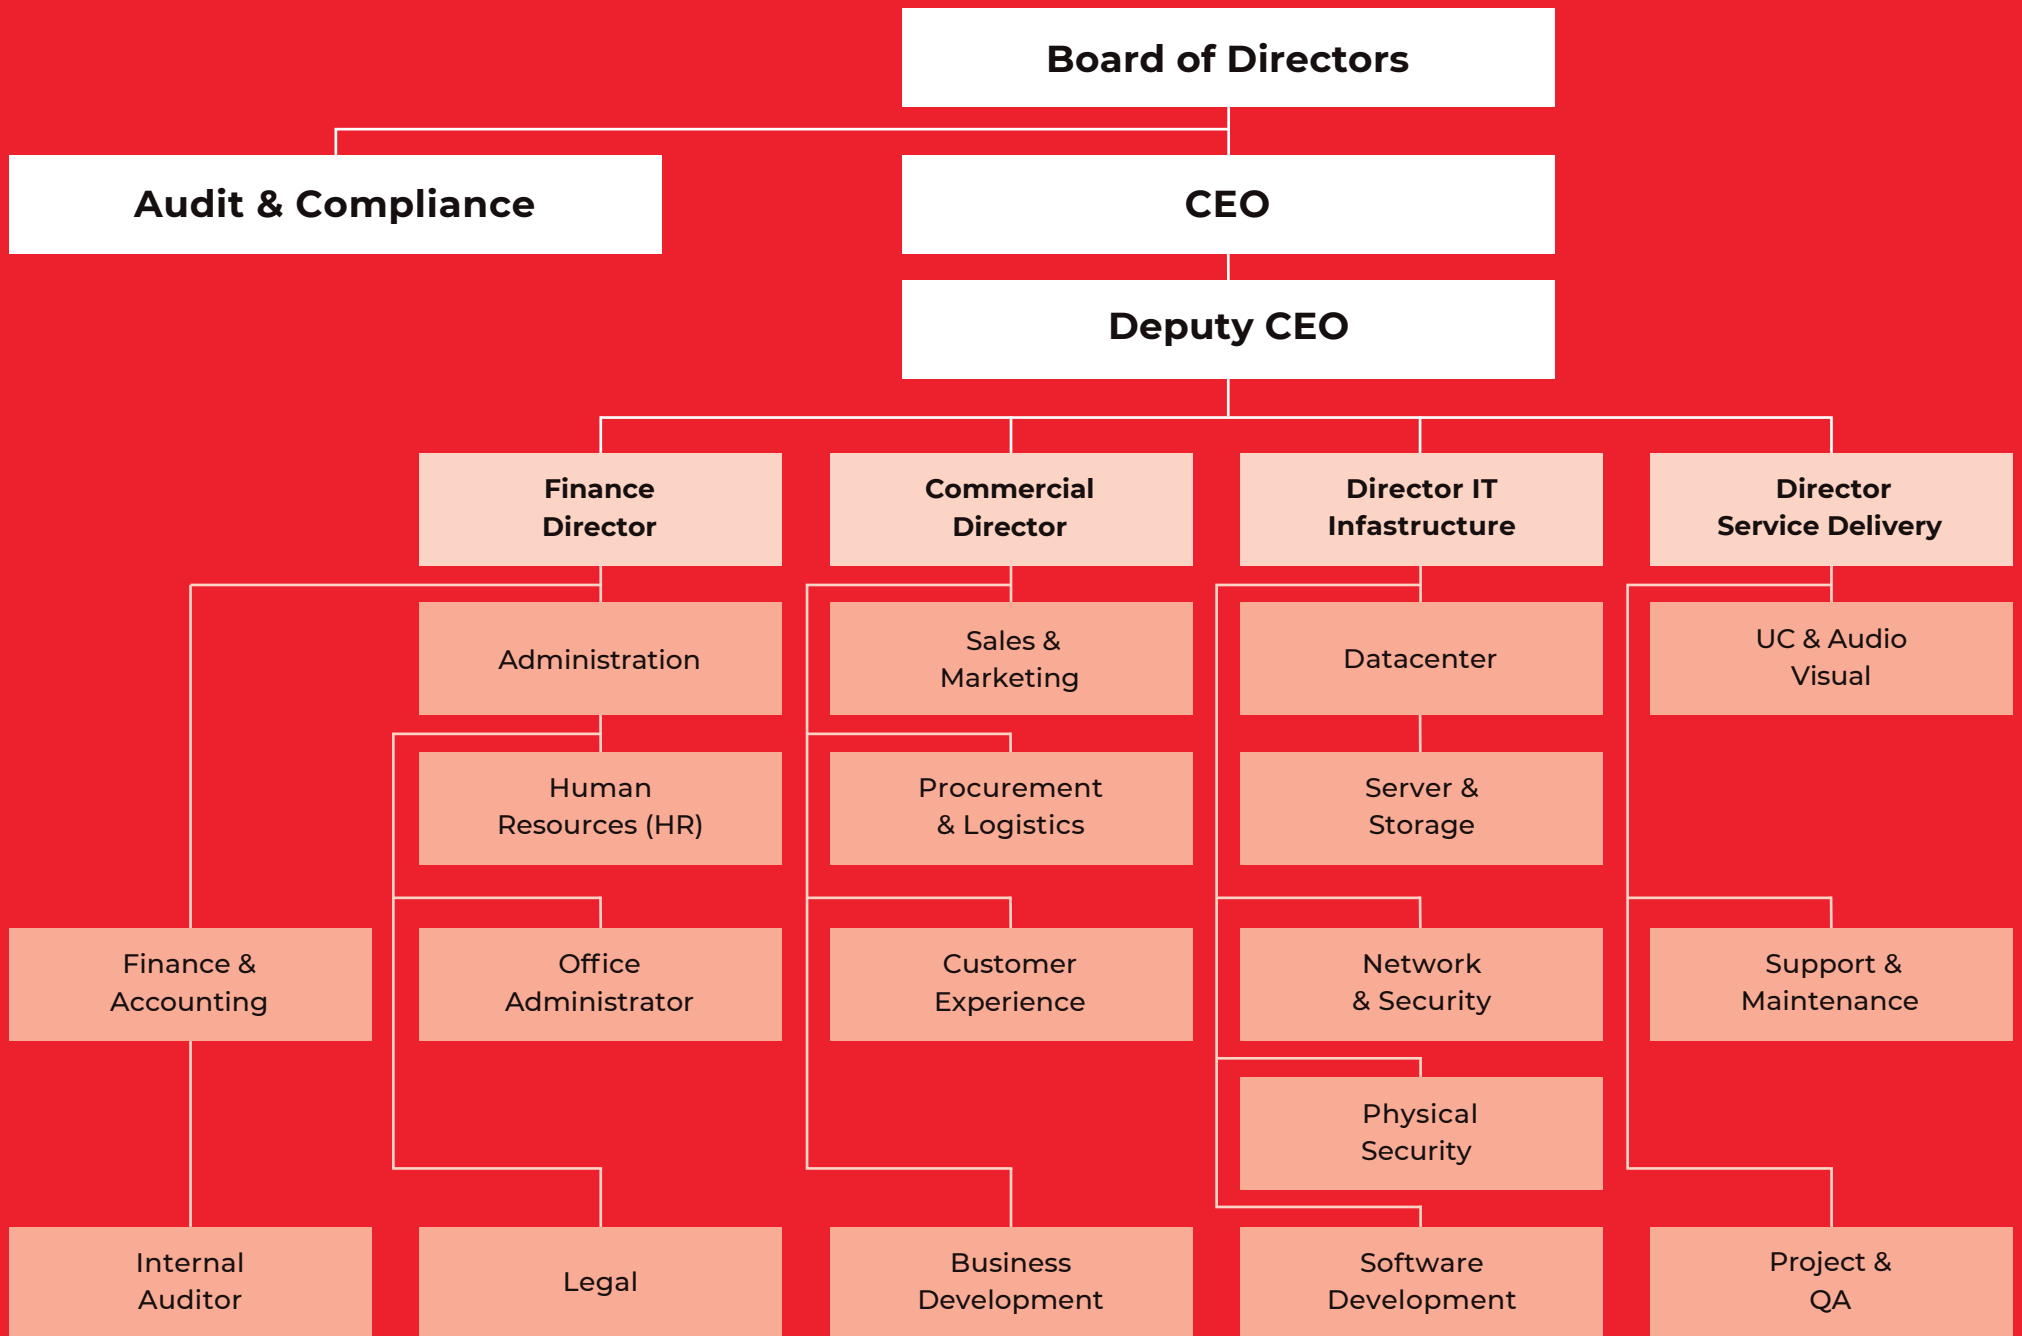 Board of Directors
Audit & Compliance
CEO
Deputy CEO
Finance
Director
Commercial
Director
Director IT
Infastructure
Director
Service Delivery
Administration
Sales &
Marketing
Datacenter
UC & Audio
Visual
Human
Resources (HR)
Procurement
& Logistics
Server &
Storage
Finance &
Accounting
Office
Administrator
Customer
Experience
Network
& Security
Support &
Maintenance
Physical
Security
Internal
Auditor
Legal
Business
Development
Software
Development
Project &
QA